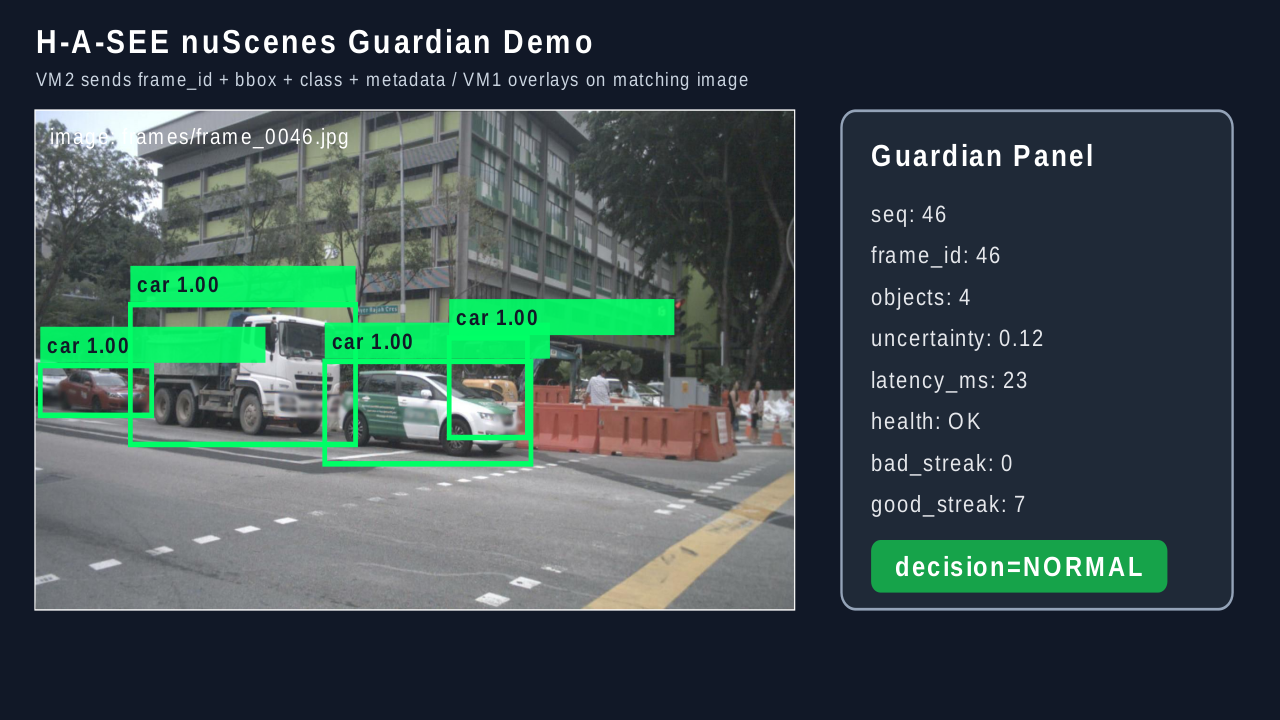 H-A-SEE nuScenes Guardian Demo
VM2 sends frame_id + bbox + class + metadata / VM1 overlays on matching image
image: frames/frame_0046.jpg
car 1.00
car 1.00
car 1.00
car 1.00
Guardian Panel
seq: 46
frame_id: 46
objects: 4
uncertainty: 0.12
latency_ms: 23
health: OK
bad_streak: 0
good_streak: 7
decision=NORMAL